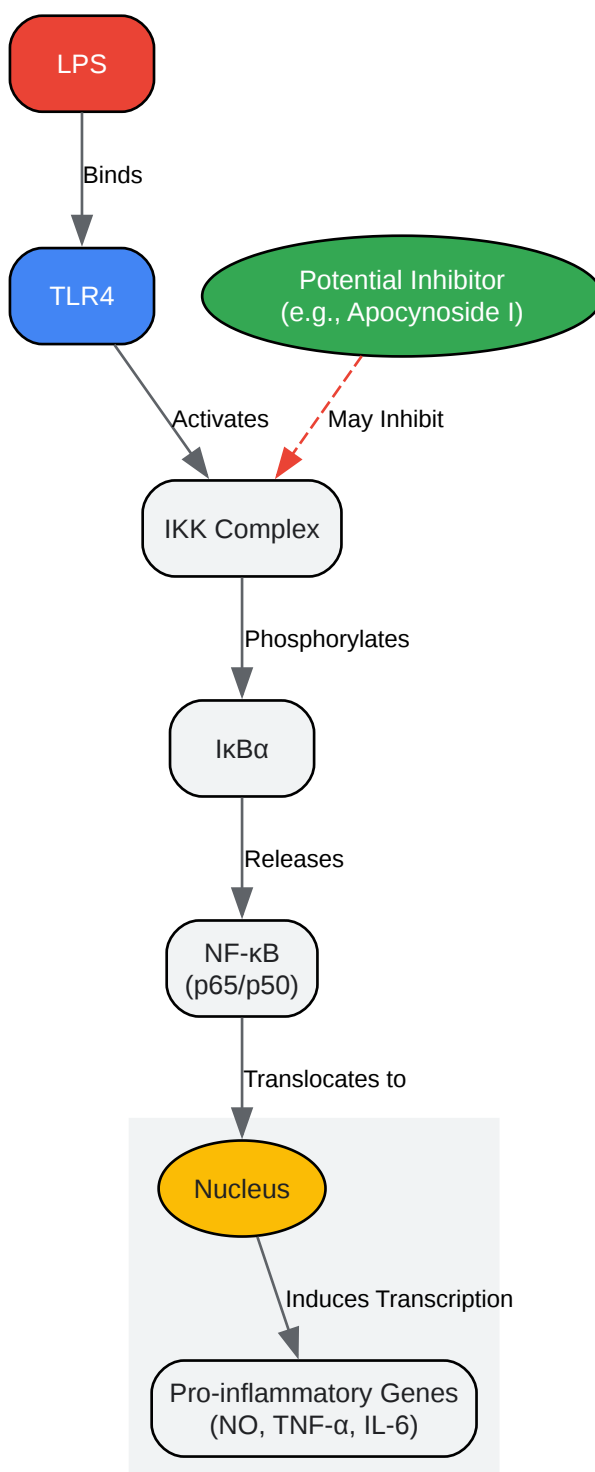 LPS
Binds
TLR4
Potential Inhibitor
(e.g., Apocynoside I)
Activates
May Inhibit
IKK Complex
Phosphorylates
IκBα
Releases
NF-κB
(p65/p50)
Translocates to
Nucleus
Induces Transcription
Pro-inflammatory Genes
(NO, TNF-α, IL-6)